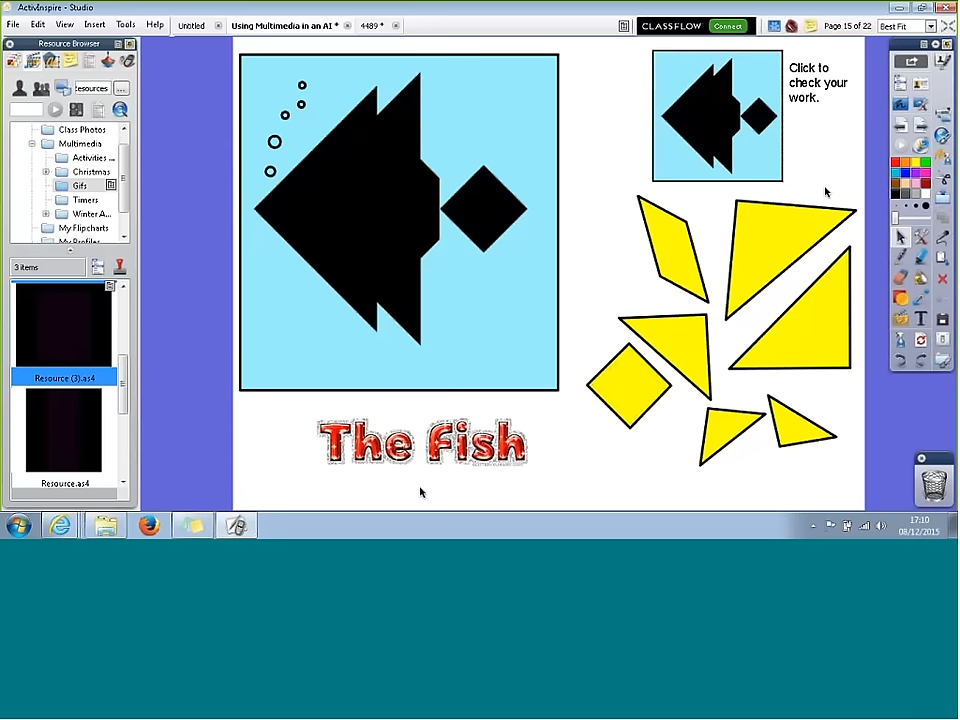 ActivInspire - Studio
File Edit View Insert Tools Help
Untitled
Using Multimedia in an AI *
4489 *
CLASSFLOW Connect
Page 15 of 22
Best Fit
Resource Browser
Class Photos
Multimedia
Activities ...
Christmas
Gifs
Timers
Winter A...
My Flipcharts
3 items
Resource (3).as4
Resource.as4
Click to
check your
work.
The Fish
17:10
08/12/2015